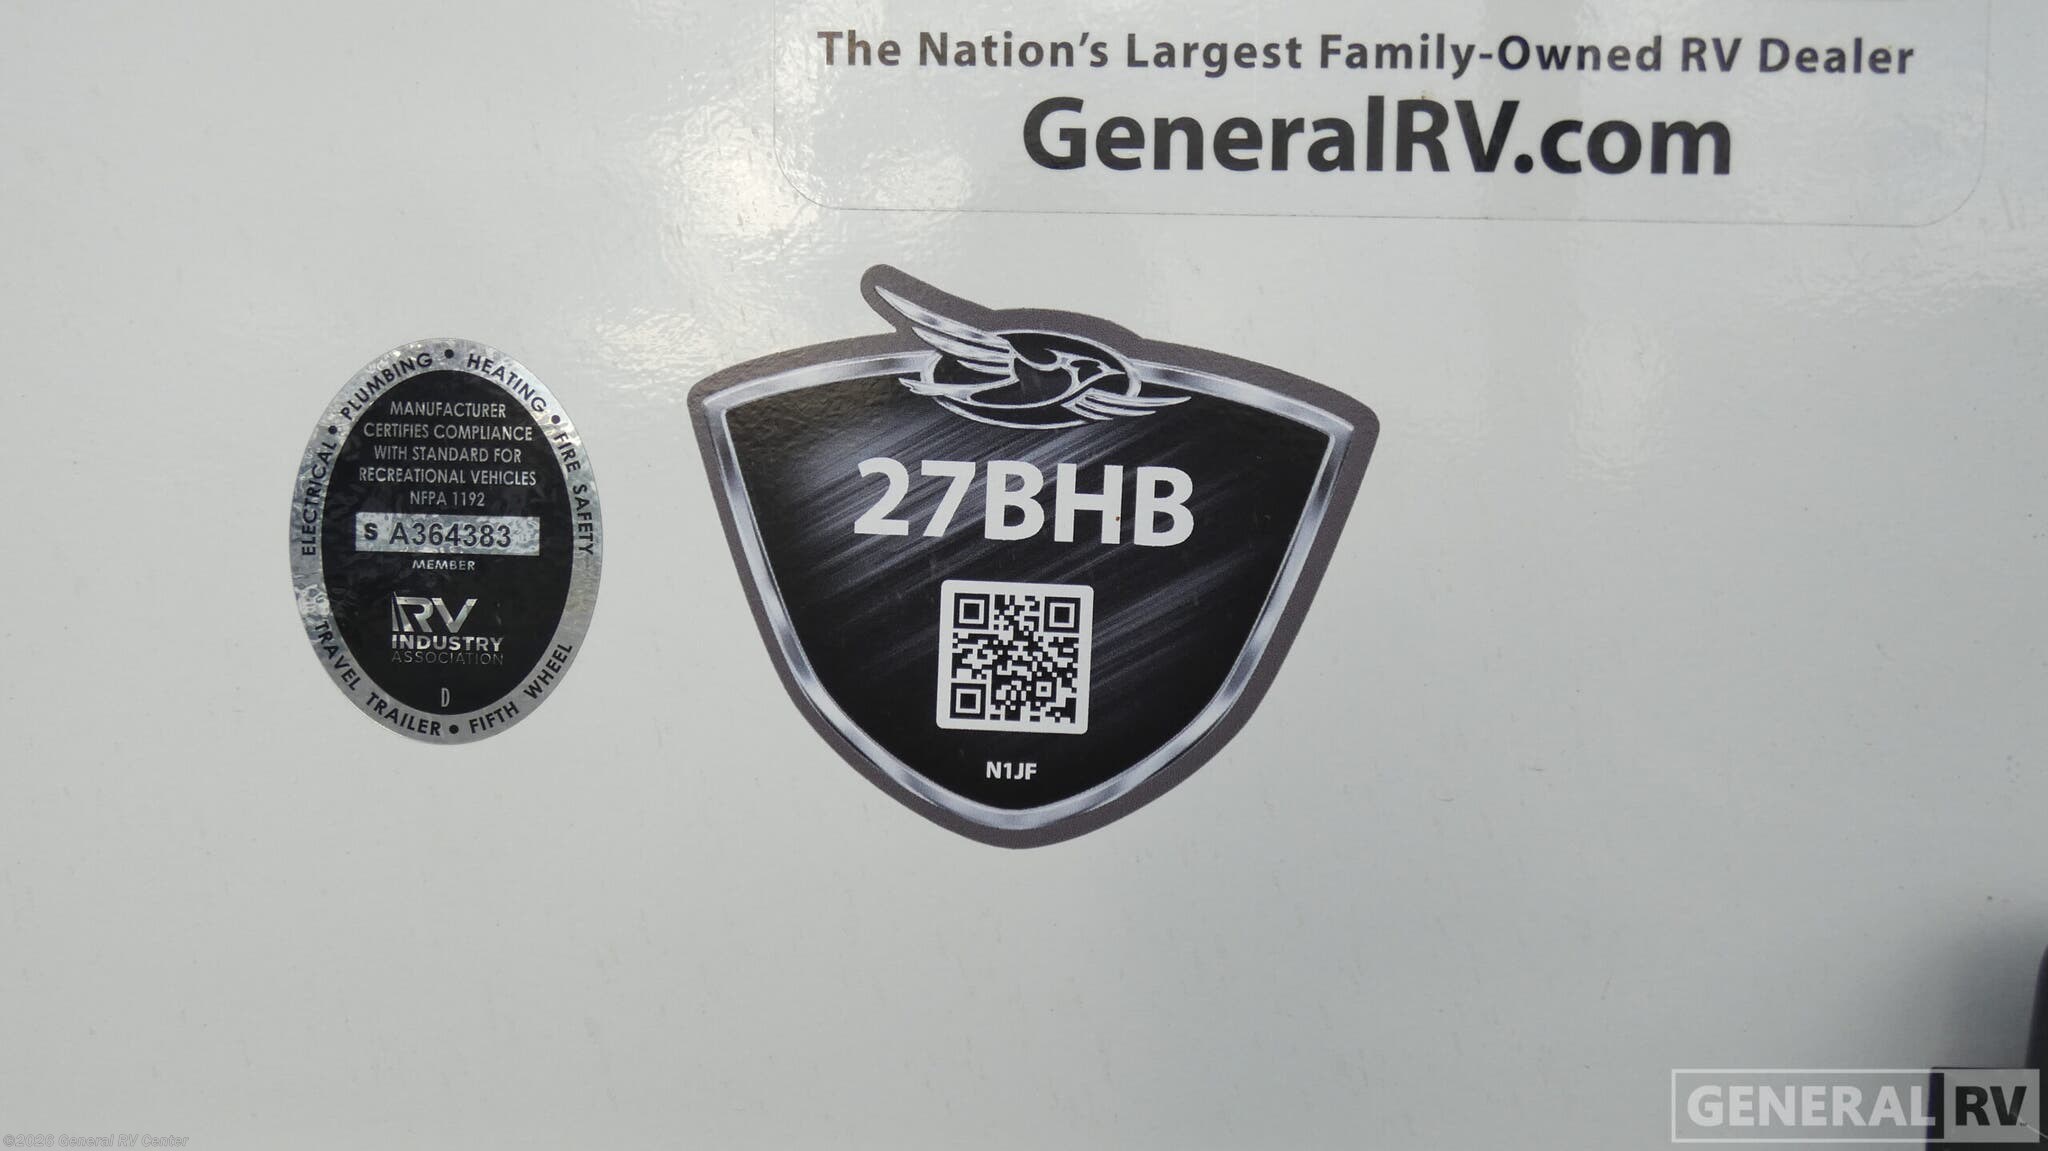 The Nation's Largest Family-Owned RV Dealer
GeneralRV.com
ELECTRICAL • PLUMBING • HEATING • FIRE SAFETY
MANUFACTURER
CERTIFIES COMPLIANCE
WITH STANDARD FOR
RECREATIONAL VEHICLES
NFPA 1192
S A364383
MEMBER
RV
INDUSTRY
ASSOCIATION
D
TRAVEL TRAILER • FIFTH WHEEL
27BHB
N1JF
GENERAL RV
©2026 General RV Center